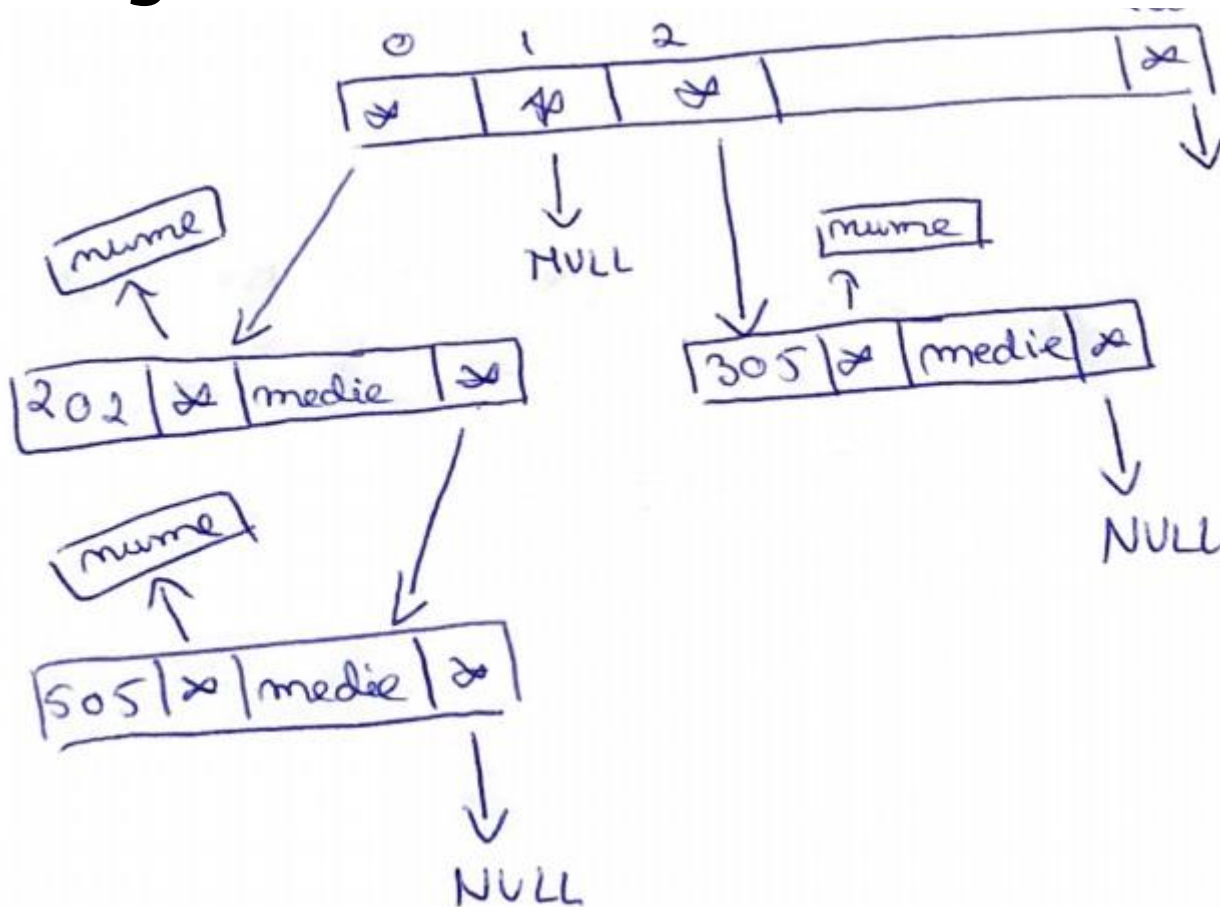 0 1 2
* * * *
nume
NULL
nume
202 * medie *
305 * medie *
nume
NULL
505 * medie *
NULL